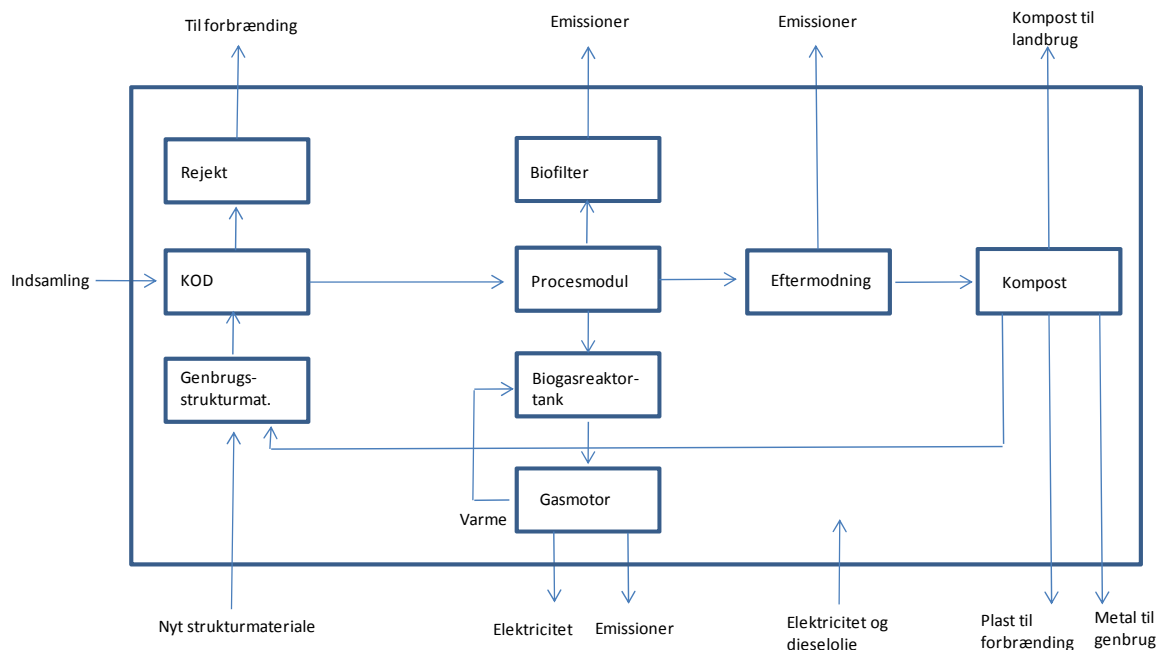 Til forbrænding
Emissioner
Emissioner
Kompost til
landbrug
Rejekt
Biofilter
Indsamling
KOD
Procesmodul
Eftermodning
Kompost
Genbrugs-
strukturmat.
Biogasreaktor-
tank
Gasmotor
Varme
Nyt strukturmateriale
Elektricitet
Emissioner
Elektricitet og
dieselolie
Plast til
forbrænding
Metal til
genbrug